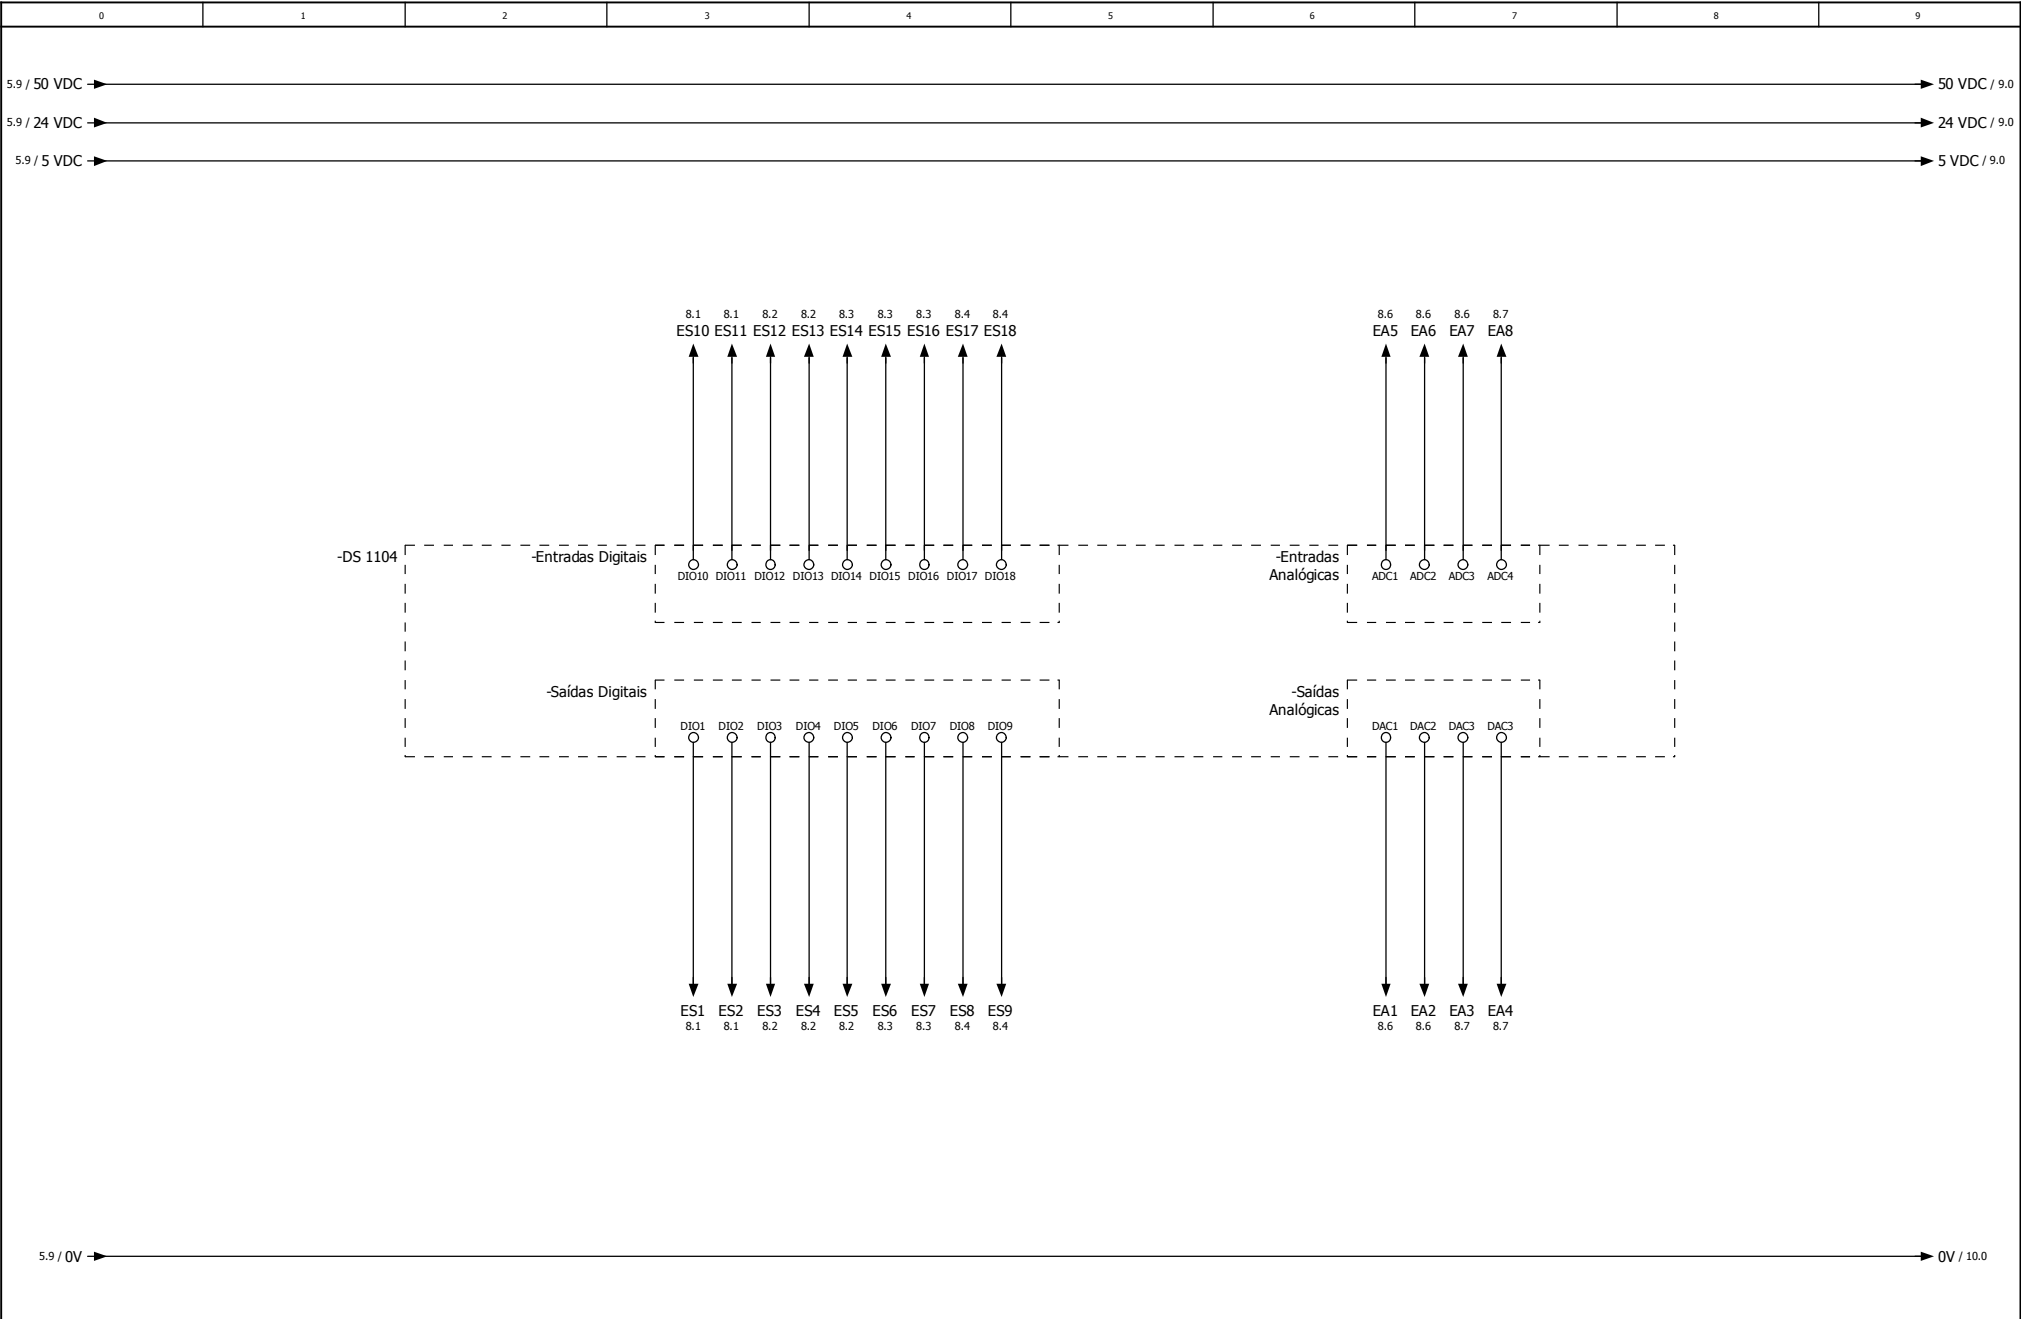 0 1 2 3 4 5 6 7 8 9
5.9 / 50 VDC 50 VDC / 9.0
5.9 / 24 VDC 24 VDC / 9.0
5.9 / 5 VDC 5 VDC / 9.0
8.1 8.1 8.2 8.2 8.3 8.3 8.3 8.4 8.4 8.6 8.6 8.6 8.7
ES10 ES11 ES12 ES13 ES14 ES15 ES16 ES17 ES18 EA5 EA6 EA7 EA8
-DS 1104 -Entradas Digitais -Entradas
Analógicas
DIO10 DIO11 DIO12 DIO13 DIO14 DIO15 DIO16 DIO17 DIO18 ADC1 ADC2 ADC3 ADC4
-Saídas Digitais -Saídas
Analógicas
DIO1 DIO2 DIO3 DIO4 DIO5 DIO6 DIO7 DIO8 DIO9 DAC1 DAC2 DAC3 DAC3
ES1 ES2 ES3 ES4 ES5 ES6 ES7 ES8 ES9 EA1 EA2 EA3 EA4
8.1 8.1 8.2 8.2 8.2 8.3 8.3 8.4 8.4 8.6 8.6 8.7 8.7
5.9 / 0V 0V / 10.0